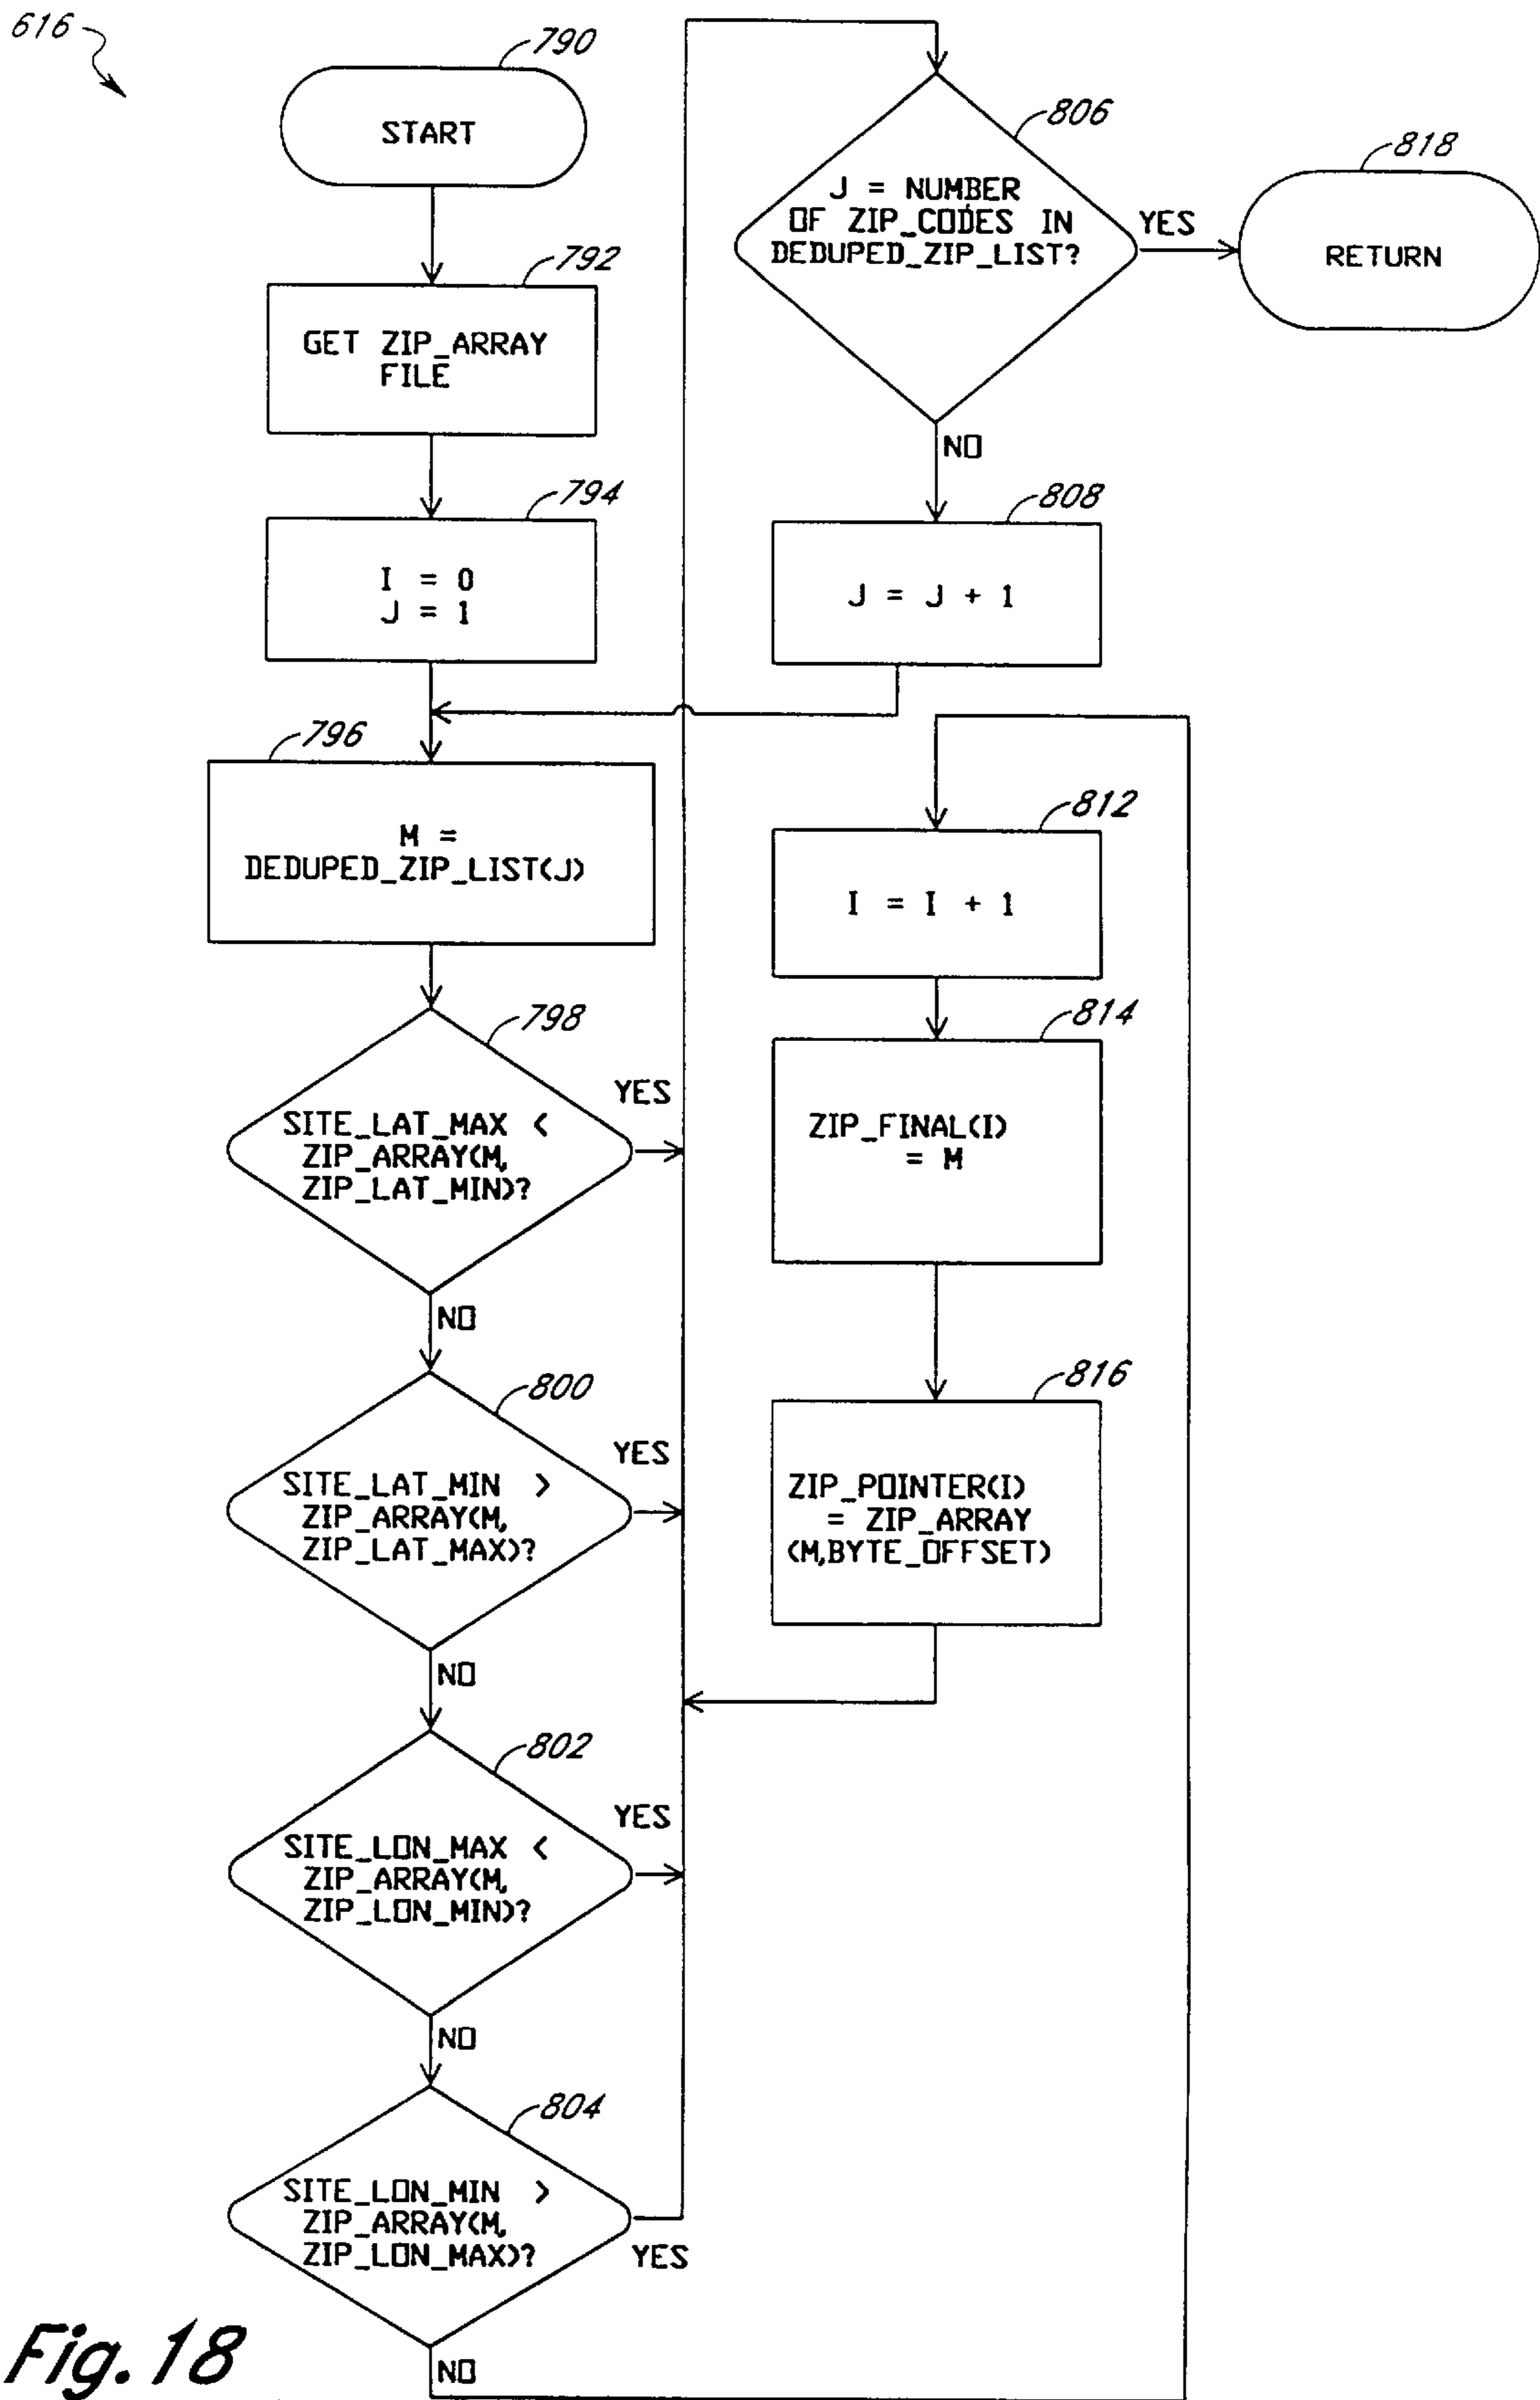 616
790
START
792
GET ZIP_ARRAY
FILE
794
I = 0
J = 1
796
M =
DEDUPED_ZIP_LIST(J)
798
SITE_LAT_MAX <
ZIP_ARRAY(M,
ZIP_LAT_MIN)?
YES
NO
800
SITE_LAT_MIN >
ZIP_ARRAY(M,
ZIP_LAT_MAX)?
YES
NO
802
SITE_LON_MAX <
ZIP_ARRAY(M,
ZIP_LON_MIN)?
YES
NO
804
SITE_LON_MIN >
ZIP_ARRAY(M,
ZIP_LON_MAX)?
YES
NO
806
J = NUMBER
OF ZIP_CODES IN
DEDUPED_ZIP_LIST?
YES
NO
818
RETURN
808
J = J + 1
812
I = I + 1
814
ZIP_FINAL(I)
= M
816
ZIP_POINTER(I)
= ZIP_ARRAY
(M,BYTE_OFFSET)
Fig. 18